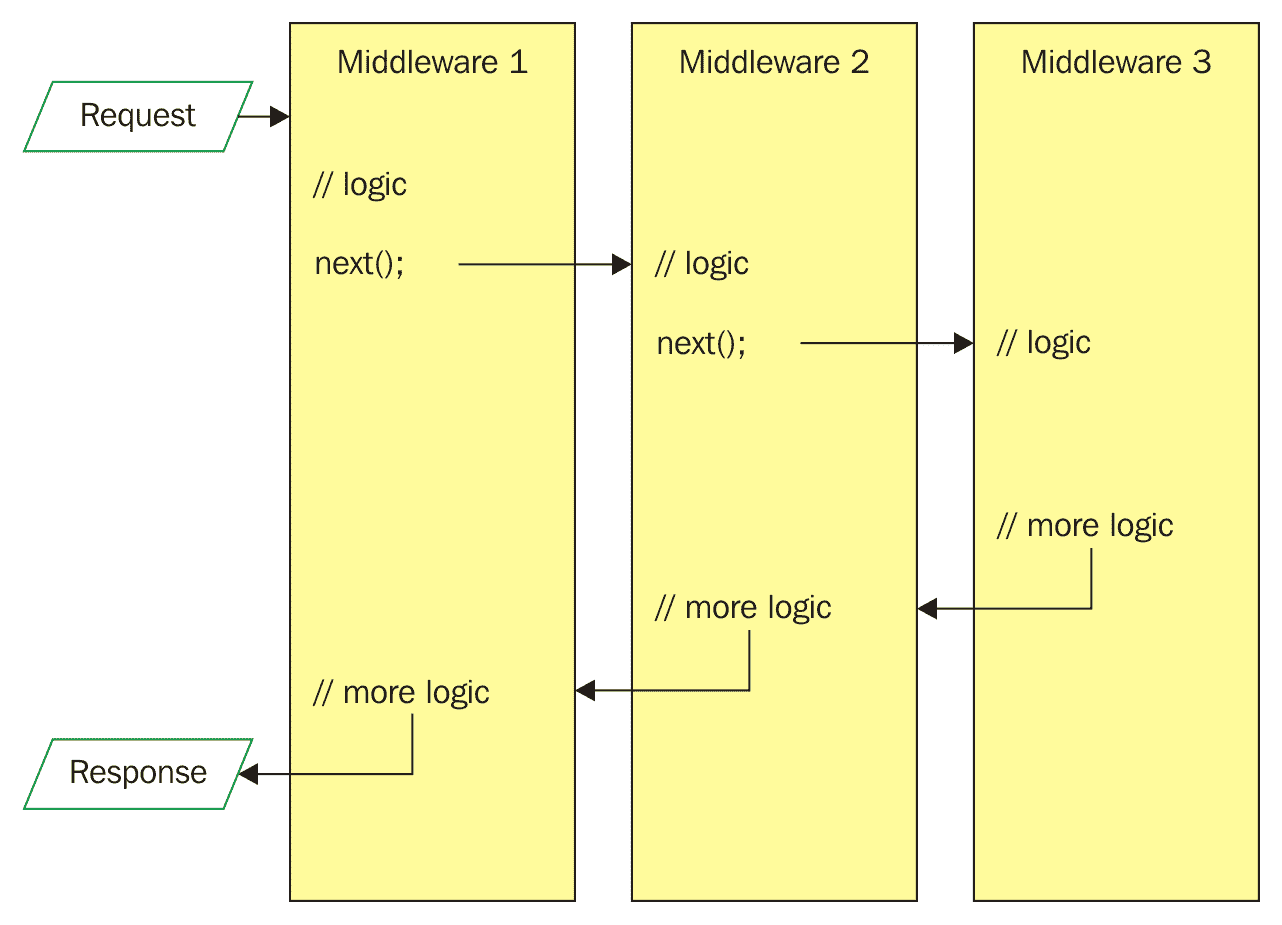 Middleware 1
Middleware 2
Middleware 3
Request
// logic
next();
// logic
next();
// logic
// more logic
// more logic
// more logic
Response